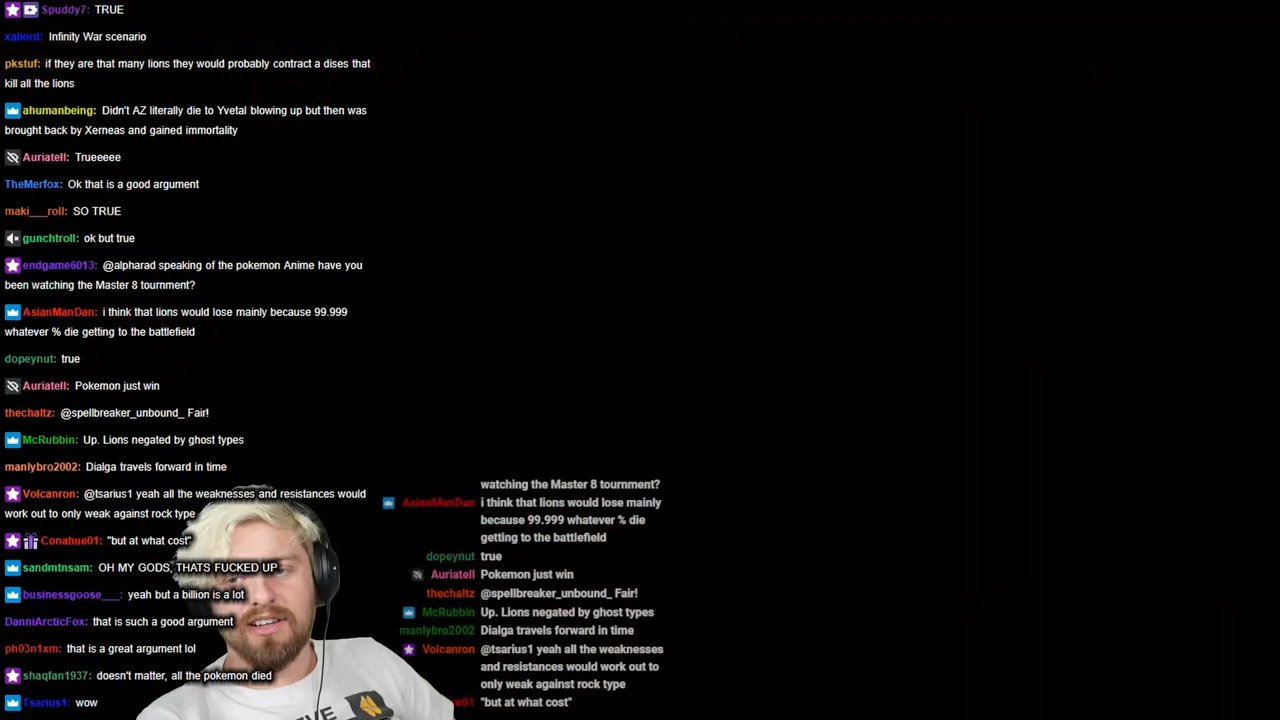 Spuddy7: TRUE
xaliord: Infinity War scenario
pkstuf: if they are that many lions they would probably contract a dises that
kill all the lions
ahumanbeing: Didn't AZ literally die to Yvetal blowing up but then was
brought back by Xerneas and gained immortality
Auriatell: Trueeeee
TheMerfox: Ok that is a good argument
maki___roll: SO TRUE
gunchtroll: ok but true
endgame6013: @alpharad speaking of the pokemon Anime have you
been watching the Master 8 tournment?
AsianManDan: i think that lions would lose mainly because 99.999
whatever % die getting to the battlefield
dopeynut: true
Auriatell: Pokemon just win
thechaltz: @spellbreaker_unbound_ Fair!
McRubbin: Up. Lions negated by ghost types
manlybro2002: Dialga travels forward in time
Volcanron: @tsarius1 yeah all the weaknesses and resistances would
work out to only weak against rock type
Conahue01: "but at what cost"
sandmtnsam: OH MY GODS, THATS FUCKED UP
businessgoose___: yeah but a billion is a lot
DanniArcticFox: that is such a good argument
ph03n1xm: that is a great argument lol
shaqfan1937: doesn't matter, all the pokemon died
Tsarius1: wow
watching the Master 8 tournment?
AsianManDan i think that lions would lose mainly
because 99.999 whatever % die
getting to the battlefield
dopeynut true
Auriatell Pokemon just win
thechaltz @spellbreaker_unbound_ Fair!
McRubbin Up. Lions negated by ghost types
manlybro2002 Dialga travels forward in time
Volcanron @tsarius1 yeah all the weaknesses
and resistances would work out to
only weak against rock type
"but at what cost"